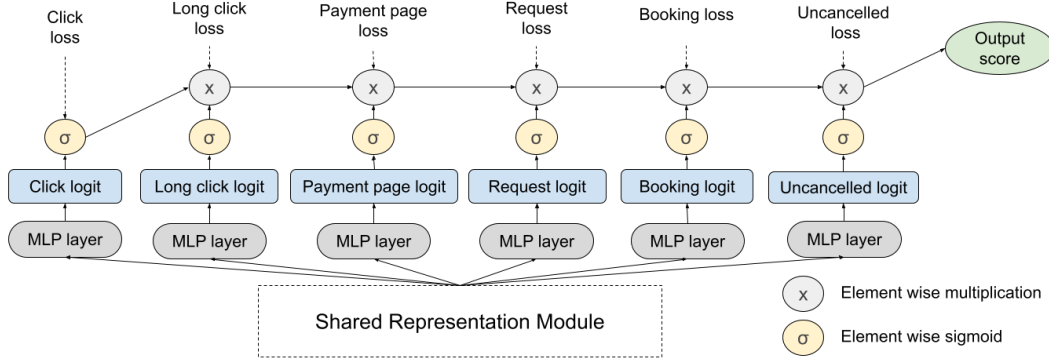 Click
loss
Long click
loss
Payment page
loss
Request
loss
Booking loss
Uncancelled
loss
Output
score
x
x
x
x
x
σ
σ
σ
σ
σ
σ
Click logit
Long click logit
Payment page logit
Request logit
Booking logit
Uncancelled logit
MLP layer
MLP layer
MLP layer
MLP layer
MLP layer
MLP layer
Shared Representation Module
x
Element wise multiplication
σ
Element wise sigmoid